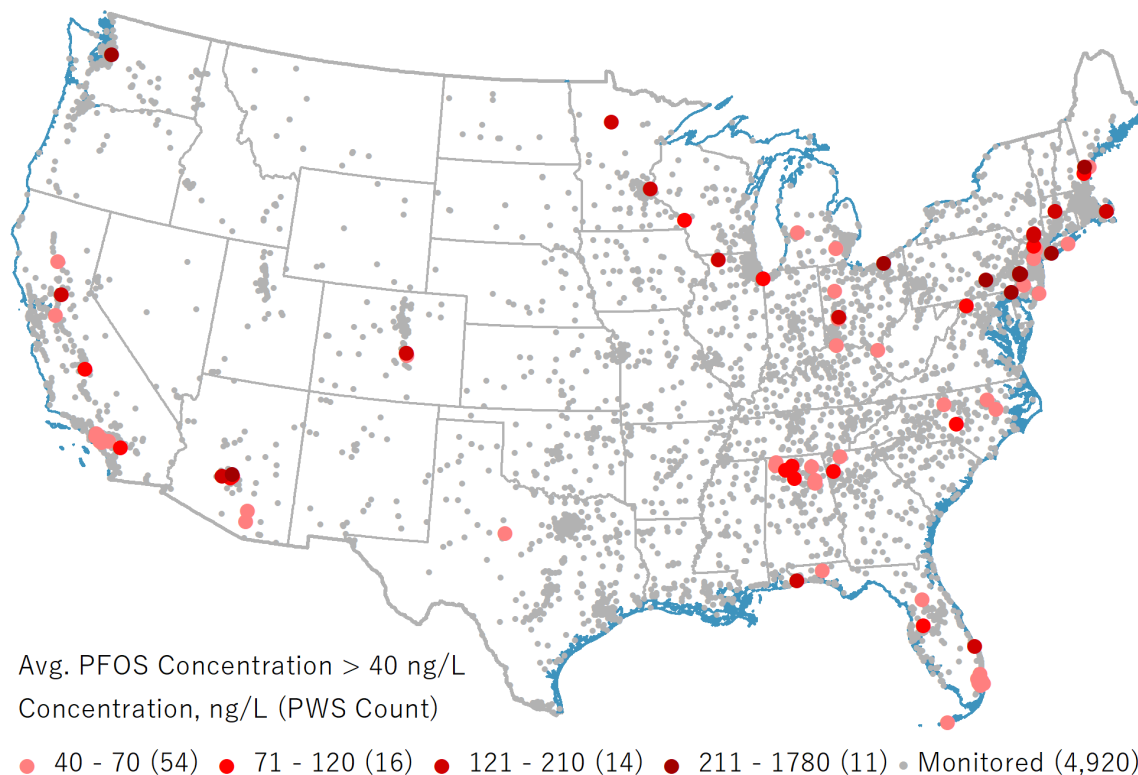 Avg. PFOS Concentration > 40 ng/L
Concentration, ng/L (PWS Count)
40 - 70 (54) 71 - 120 (16) 121 - 210 (14) 211 - 1780 (11) Monitored (4,920)